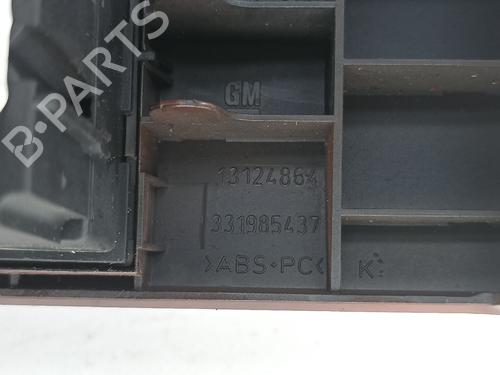 B-PARTS
GM
13124864
331985437
>ABS+PC<
K